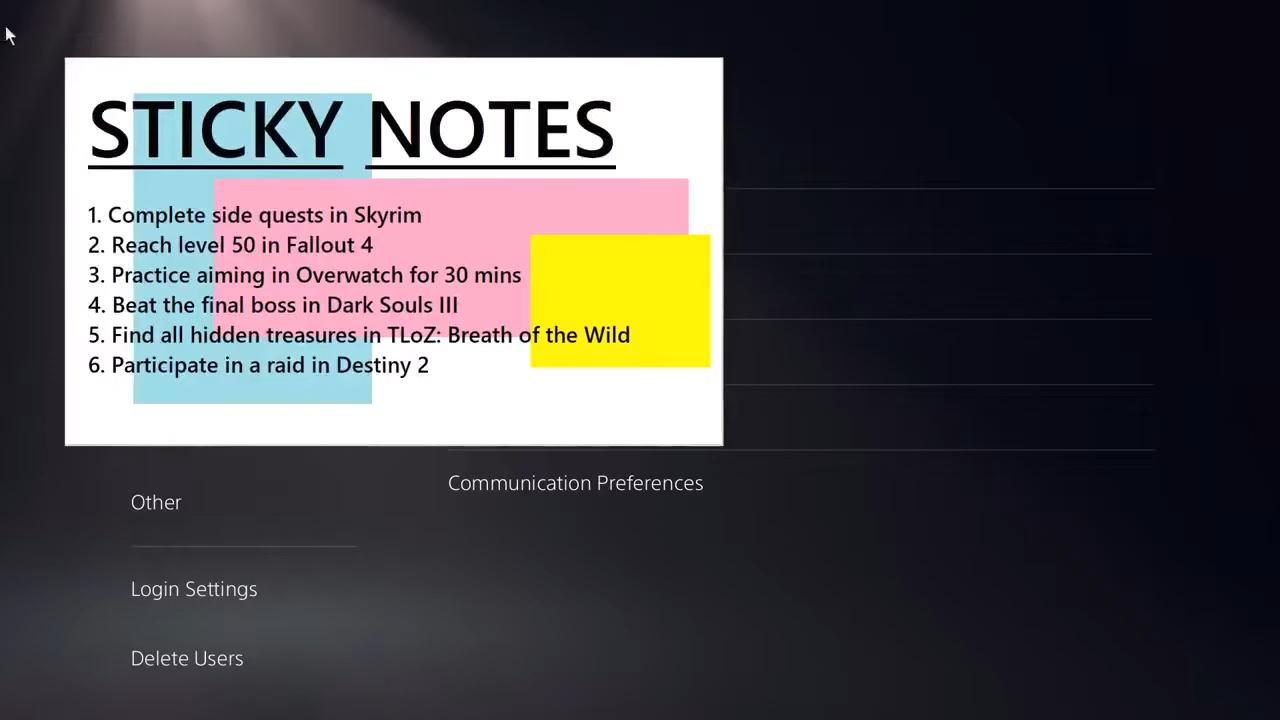 STICKY NOTES
1. Complete side quests in Skyrim
2. Reach level 50 in Fallout 4
3. Practice aiming in Overwatch for 30 mins
4. Beat the final boss in Dark Souls III
5. Find all hidden treasures in TLoZ: Breath of the Wild
6. Participate in a raid in Destiny 2
Communication Preferences
Other
Login Settings
Delete Users